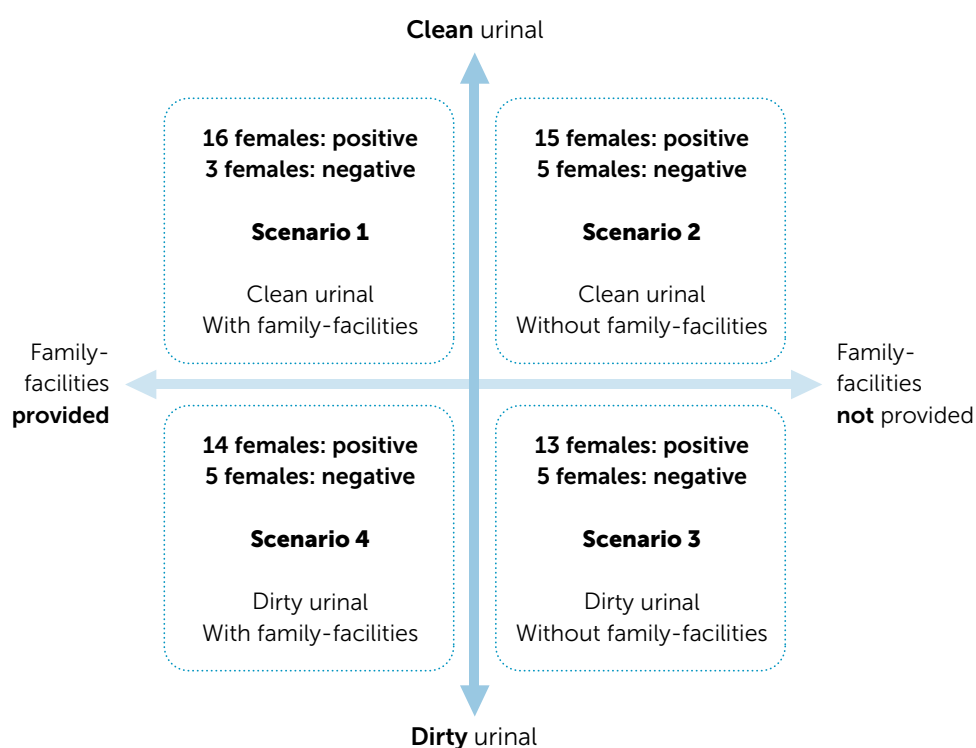 Clean urinal
16 females: positive
3 females: negative
Scenario 1
Clean urinal
With family-facilities
15 females: positive
5 females: negative
Scenario 2
Clean urinal
Without family-facilities
Family-
facilities
provided
Family-
facilities
not provided
14 females: positive
5 females: negative
Scenario 4
Dirty urinal
With family-facilities
13 females: positive
5 females: negative
Scenario 3
Dirty urinal
Without family-facilities
Dirty urinal